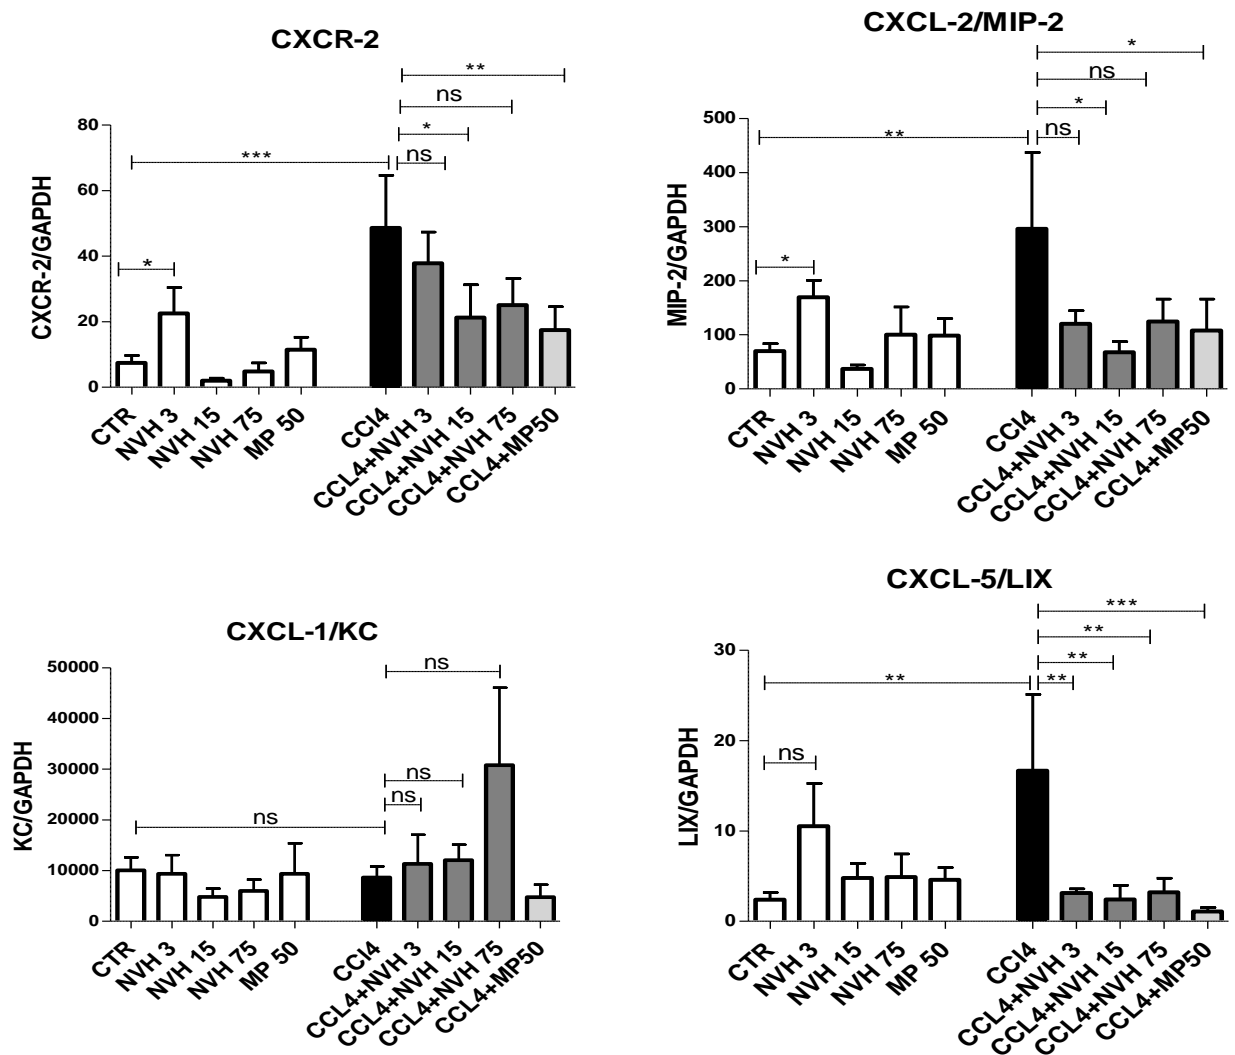 CXCR-2
**
ns
*
ns
***
*
80
60
40
20
0
CXCR-2/GAPDH
CTR
NVH 3
NVH 15
NVH 75
MP 50
CCl4
CCL4+NVH 3
CCL4+NVH 15
CCL4+NVH 75
CCL4+MP50
CXCL-2/MIP-2
*
ns
*
ns
**
*
500
400
300
200
100
0
MIP-2/GAPDH
CTR
NVH 3
NVH 15
NVH 75
MP 50
CCl4
CCL4+NVH 3
CCL4+NVH 15
CCL4+NVH 75
CCL4+MP50
CXCL-1/KC
ns
ns
ns
ns
50000
40000
30000
20000
10000
0
KC/GAPDH
CTR
NVH 3
NVH 15
NVH 75
MP 50
CCl4
CCL4+NVH 3
CCL4+NVH 15
CCL4+NVH 75
CCL4+MP50
CXCL-5/LIX
***
**
**
**
**
ns
30
20
10
0
LIX/GAPDH
CTR
NVH 3
NVH 15
NVH 75
MP 50
CCl4
CCL4+NVH 3
CCL4+NVH 15
CCL4+NVH 75
CCL4+MP50